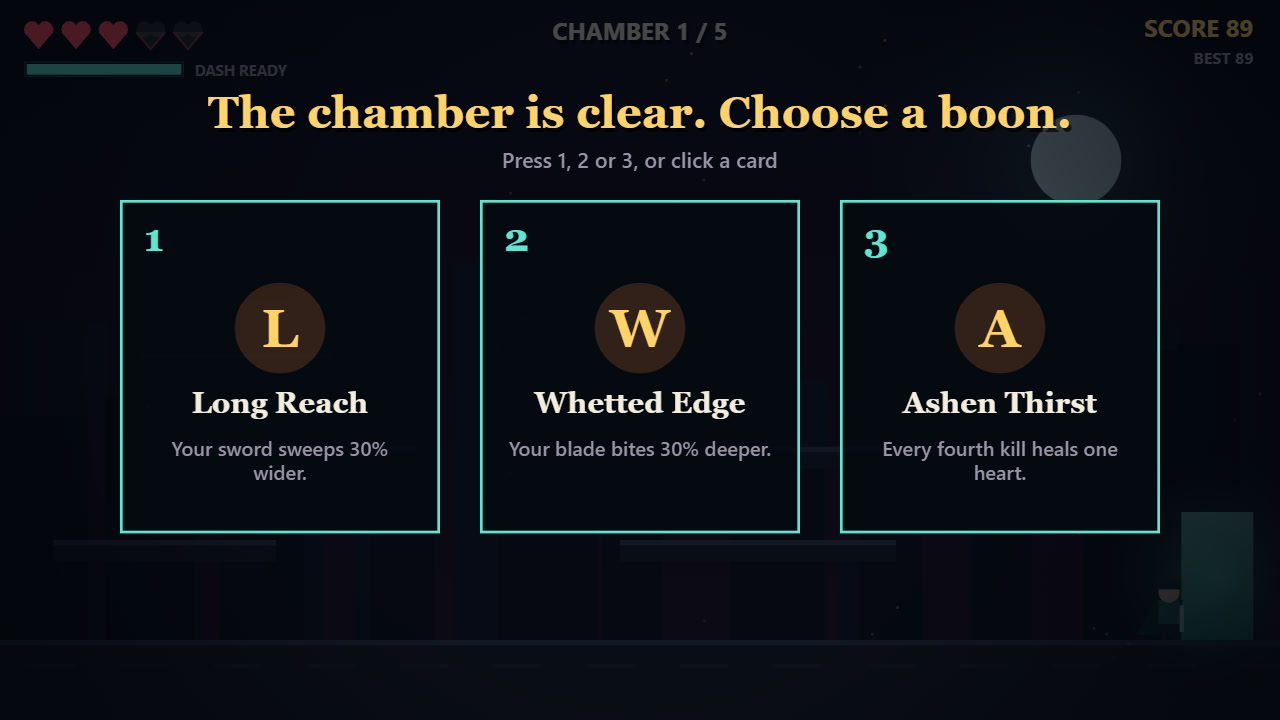 CHAMBER 1 / 5
SCORE 89
BEST 89
DASH READY
The chamber is clear. Choose a boon.
Press 1, 2 or 3, or click a card
1
L
Long Reach
Your sword sweeps 30%
wider.
2
W
Whetted Edge
Your blade bites 30% deeper.
3
A
Ashen Thirst
Every fourth kill heals one
heart.